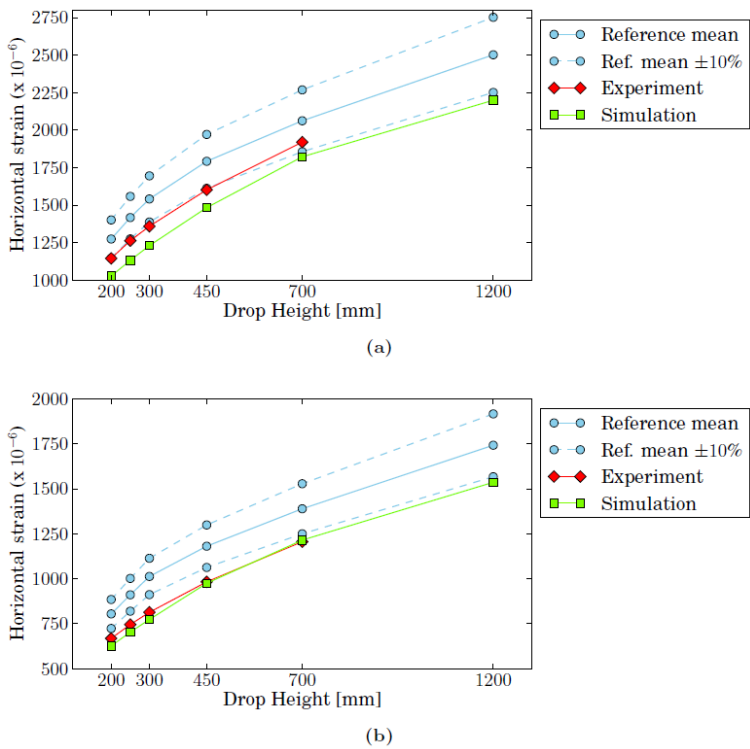 2750
2500
2250
2000
1750
1500
1250
1000
Horizontal strain (x 10⁻⁶)
200 300 450 700 1200
Drop Height [mm]
Reference mean
Ref. mean ±10%
Experiment
Simulation
(a)
2000
1750
1500
1250
1000
750
500
Horizontal strain (x 10⁻⁶)
200 300 450 700 1200
Drop Height [mm]
Reference mean
Ref. mean ±10%
Experiment
Simulation
(b)